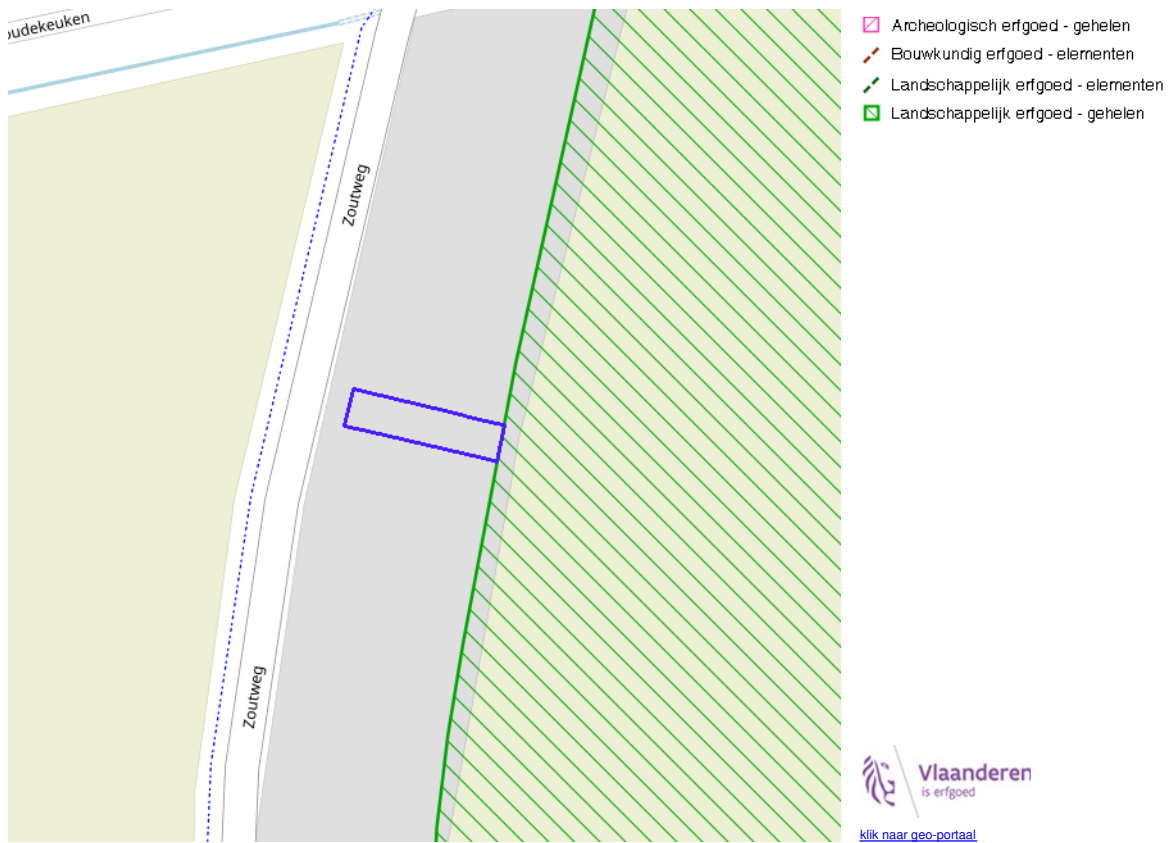 oudekeuken
Zoutweg
Zoutweg
Archeologisch erfgoed - gehelen
Bouwkundig erfgoed - elementen
Landschappelijk erfgoed - elementen
Landschappelijk erfgoed - gehelen
Vlaanderen
is erfgoed
klik naar geo-portaal